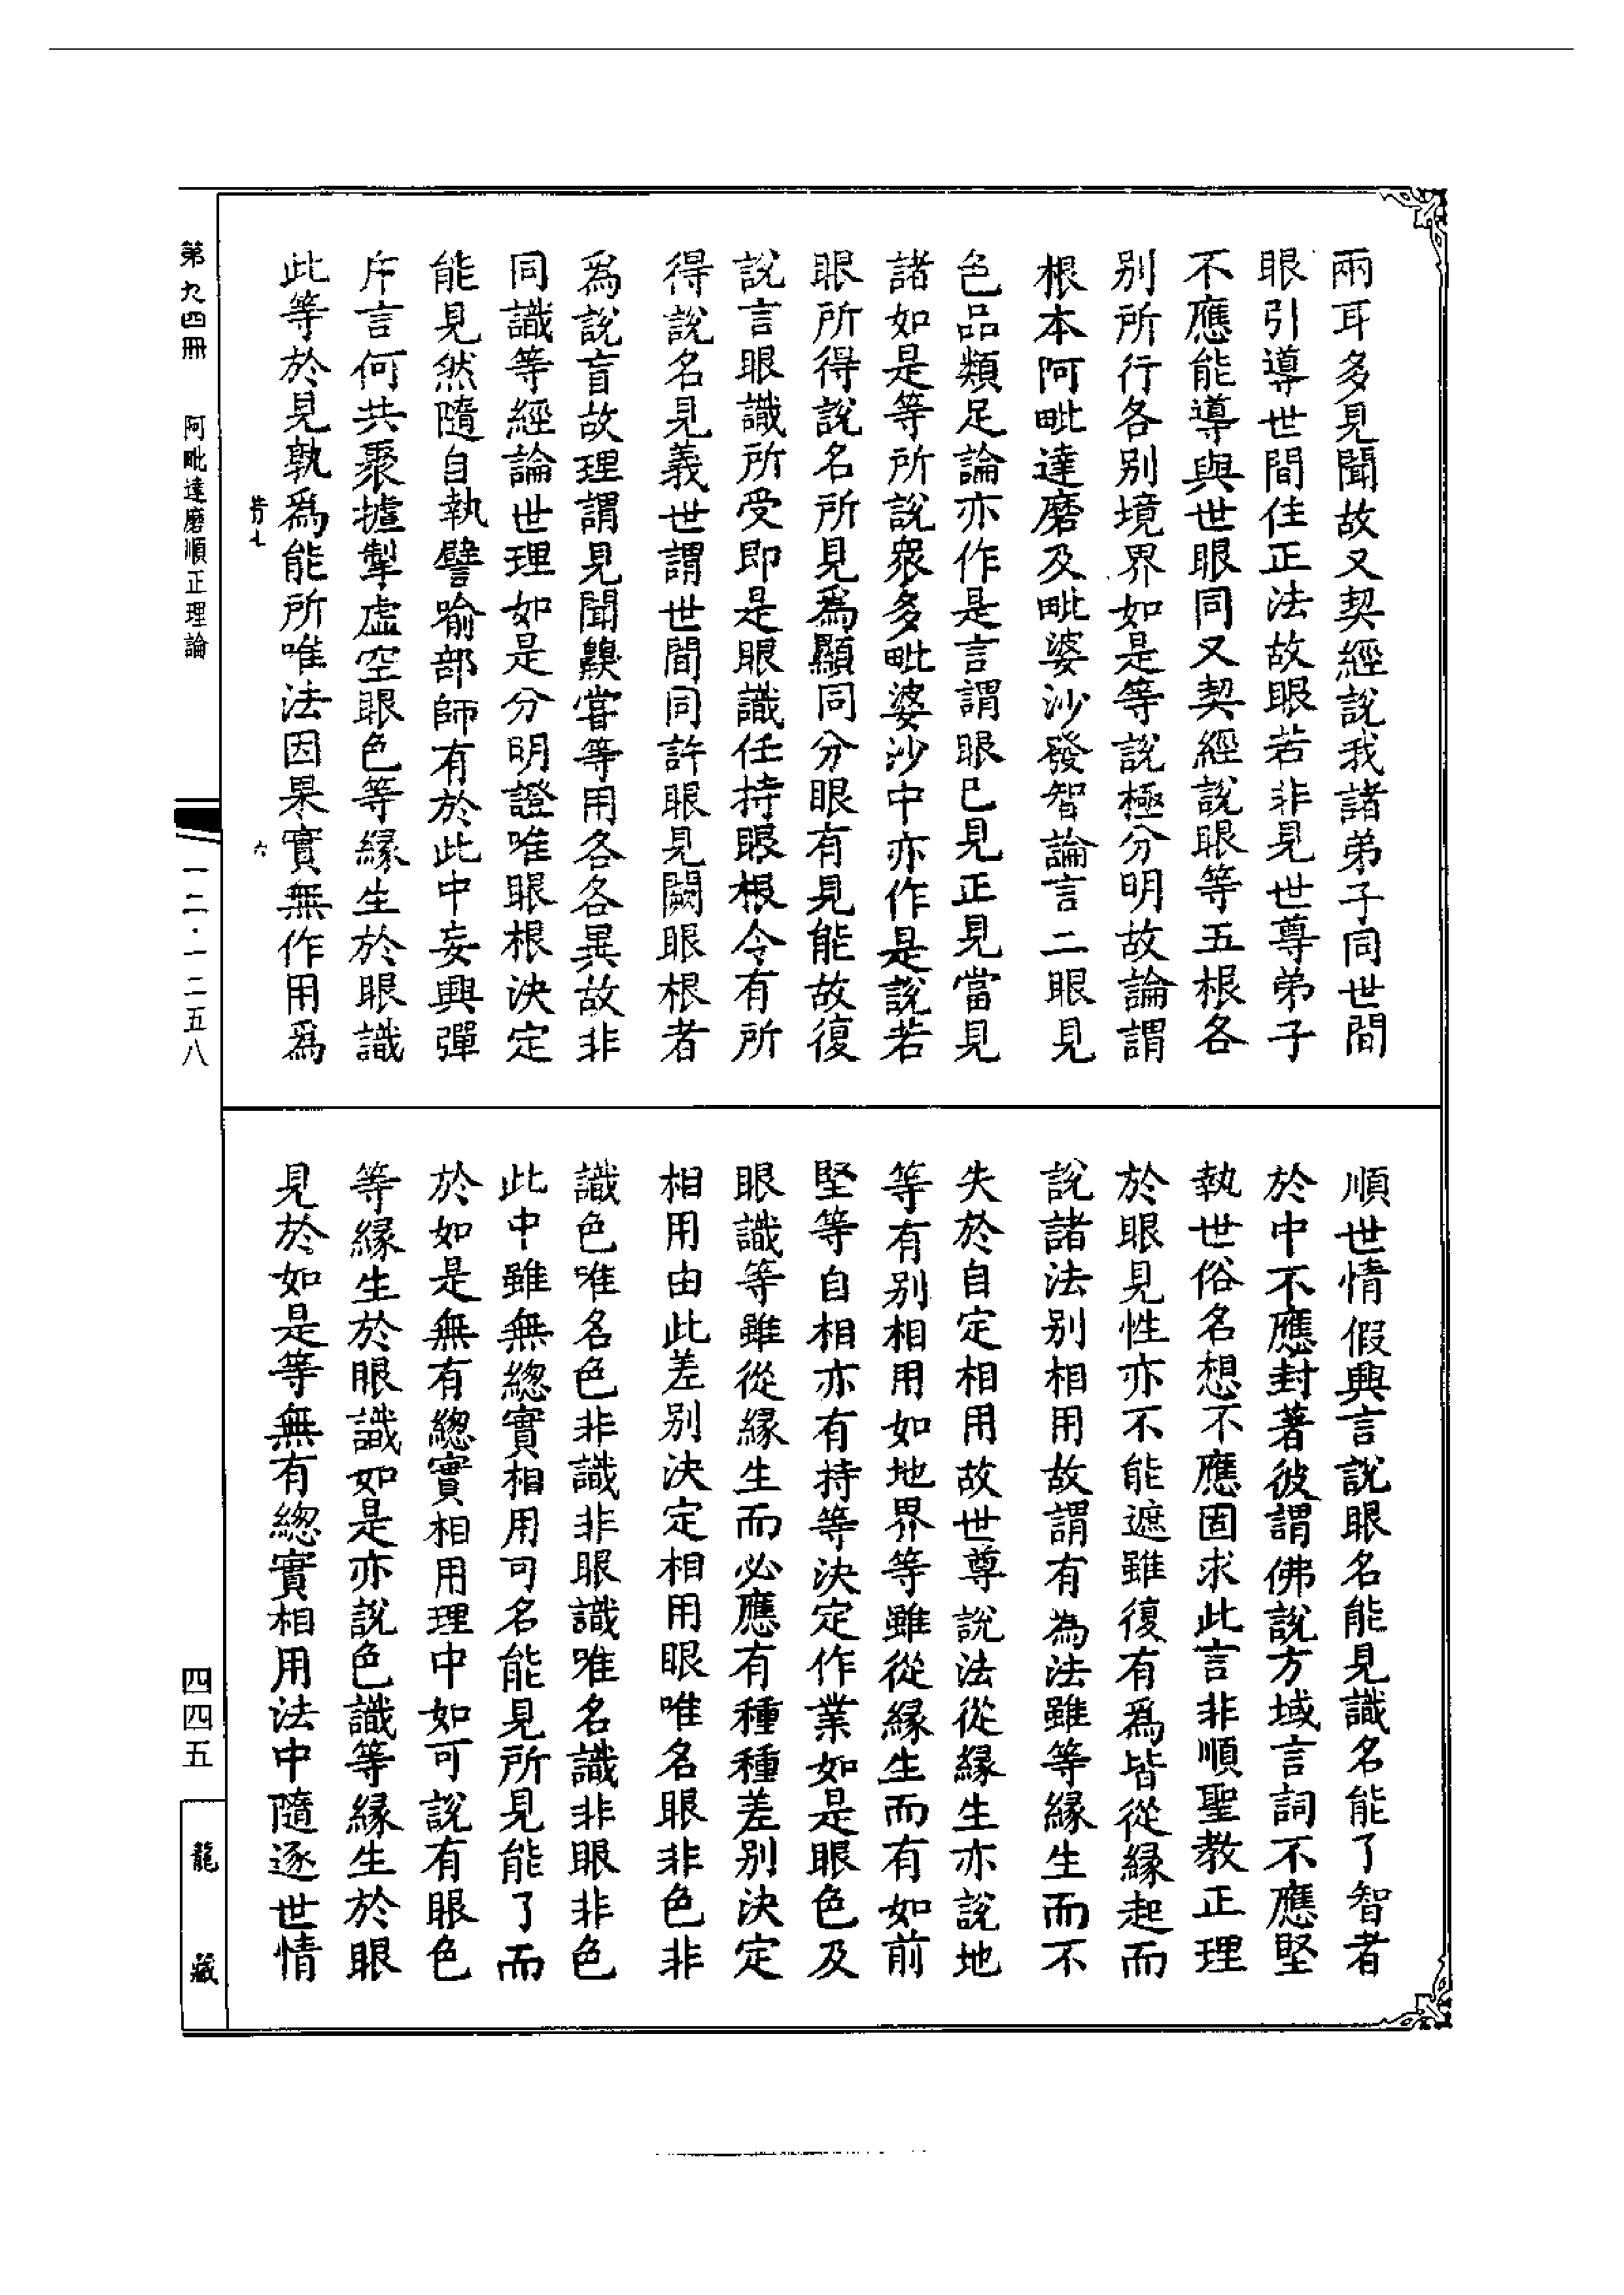 兩耳多見聞故又契經說我諸弟子同世間
眼引導世間住正法故眼若非見世尊弟子
不應能導與世眼同又契經說眼等五根各
别所行各别境界如是等說極分明故論謂
根本阿毗達磨及毗婆沙發智論言二眼見
色品類足論亦作是言謂眼已見正見當見
諸如是等所說衆多毗婆沙中亦作是說若
眼所得說名所見爲顯同分眼有見能故復
說言眼識所受即是眼識任持眼根令有所
得說名見義世謂世間同許眼見闕眼根者
爲說盲故理謂見聞齅甞等用各各異故非
同識等經論世理如是分明證唯眼根決定
能見然隨自執譬喻部師有於此中妄興彈
斥言何共聚摣掣虛空眼色等緣生於眼識
此等於見孰爲能所唯法因果實無作用爲
順世情假興言說眼名能見識名能了智者
於中不應封著彼謂佛說方域言詞不應堅
執世俗名想不應固求此言非順聖教正理
於眼見性亦不能遮雖復有爲皆從緣起而
說諸法别相用故謂有為法雖等緣生而不
失於自定相用故世尊說法從緣生亦說地
等有别相用如地界等雖從緣生而有如前
堅等自相亦有持等決定作業如是眼色及
眼識等雖從緣生而必應有種種差别決定
相用由此差别決定相用眼唯名眼非色非
識色唯名色非識非眼識唯名識非眼非色
此中雖無緫實相用可名能見所見能了而
於如是無有緫實相用理中如可說有眼色
等緣生於眼識如是亦說色識等緣生於眼
見於如是等無有緫實相用法中隨逐世情
六
第九四冊 阿毗達磨順正理論
一二·一二五八
四四五
龍藏